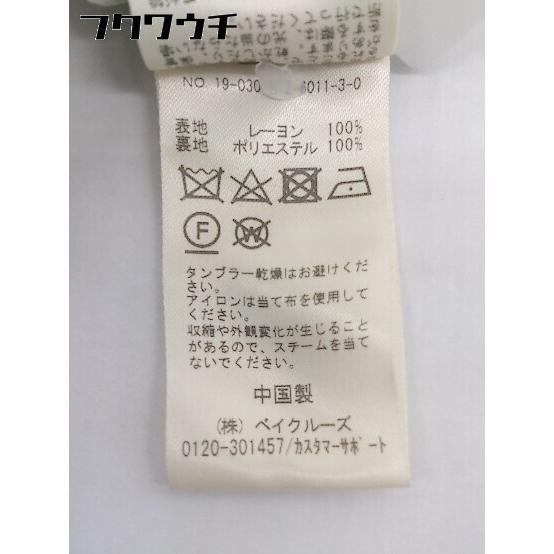 フクワウチ
NO. 19-030 6011-3-0
表地 レーヨン 100%
裏地 ポリエステル 100%
F
W
タンブラー乾燥はお避けくだ
さい。
アイロンは当て布を使用して
ください。
収縮や外観変化が生じること
があるので、スチームを当て
ないでください。
中国製
(株) ベイクルーズ
0120-301457/カスタマーサポート